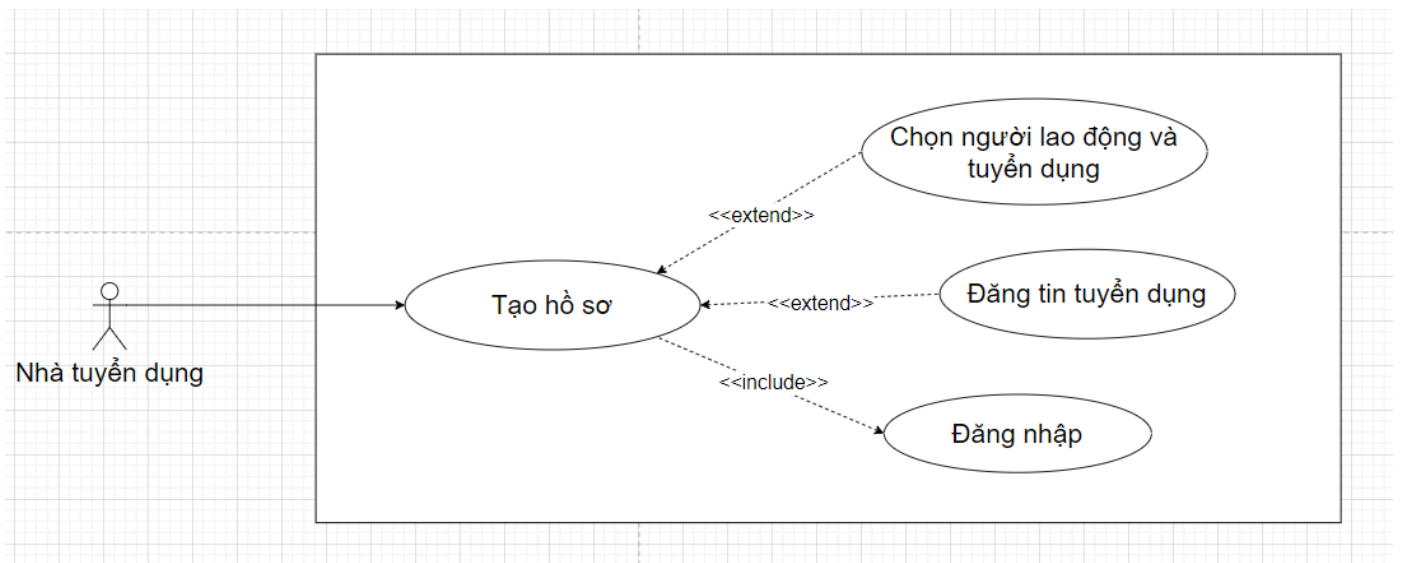 Chọn người lao động và
tuyển dụng
<<extend>>
Tạo hồ sơ
<<extend>>
Đăng tin tuyển dụng
Nhà tuyển dụng
<<include>>
Đăng nhập